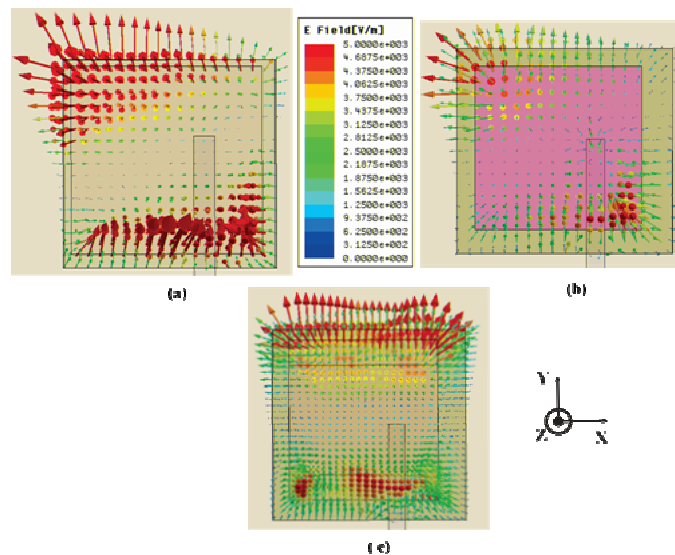 E Field[V/m]
5.0000e+003
4.6875e+003
4.3750e+003
4.0625e+003
3.7500e+003
3.4375e+003
3.1250e+003
2.8125e+003
2.5000e+003
2.1875e+003
1.8750e+003
1.5625e+003
1.2500e+003
9.3750e+002
6.2500e+002
3.1250e+002
0.0000e+000
(a)
(b)
(c)
Y
Z
X